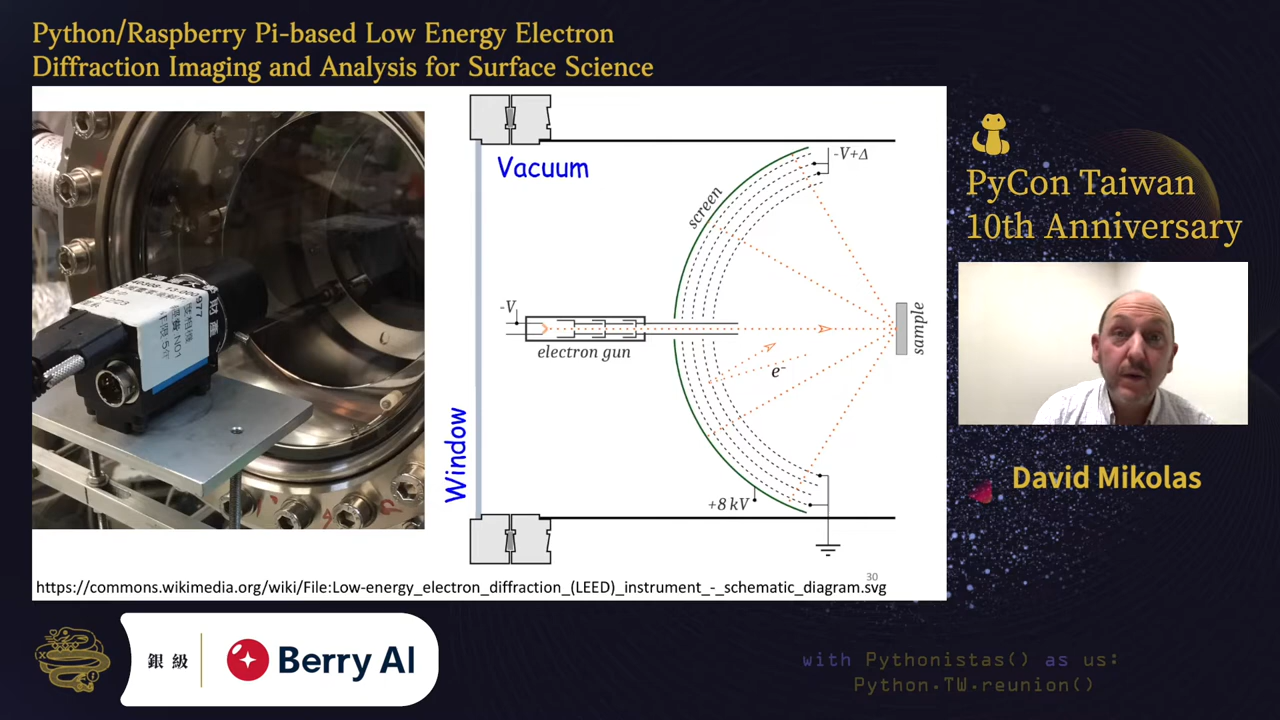 Python/Raspberry Pi-based Low Energy Electron
Diffraction Imaging and Analysis for Surface Science
Vacuum
Window
screen
-V+Δ
-V
electron gun
e⁻
sample
+8 kV
30
https://commons.wikimedia.org/wiki/File:Low-energy_electron_diffraction_(LEED)_instrument_-_schematic_diagram.svg
PyCon Taiwan
10th Anniversary
David Mikolas
銀級
Berry AI
with Pythonistas() as us:
Python.TW.reunion()